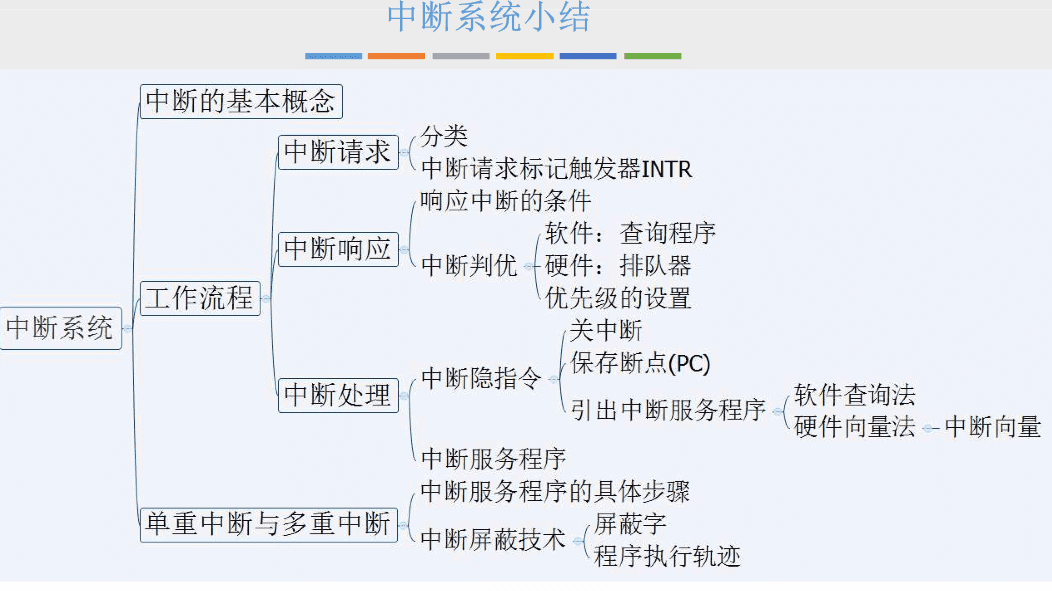 中断系统小结
中断的基本概念
中断请求
分类
中断请求标记触发器INTR
响应中断的条件
中断响应
中断判优
软件：查询程序
硬件：排队器
优先级的设置
工作流程
中断系统
关中断
中断隐指令
保存断点(PC)
引出中断服务程序
软件查询法
硬件向量法
中断向量
中断处理
中断服务程序
中断服务程序的具体步骤
单重中断与多重中断
中断屏蔽技术
屏蔽字
程序执行轨迹